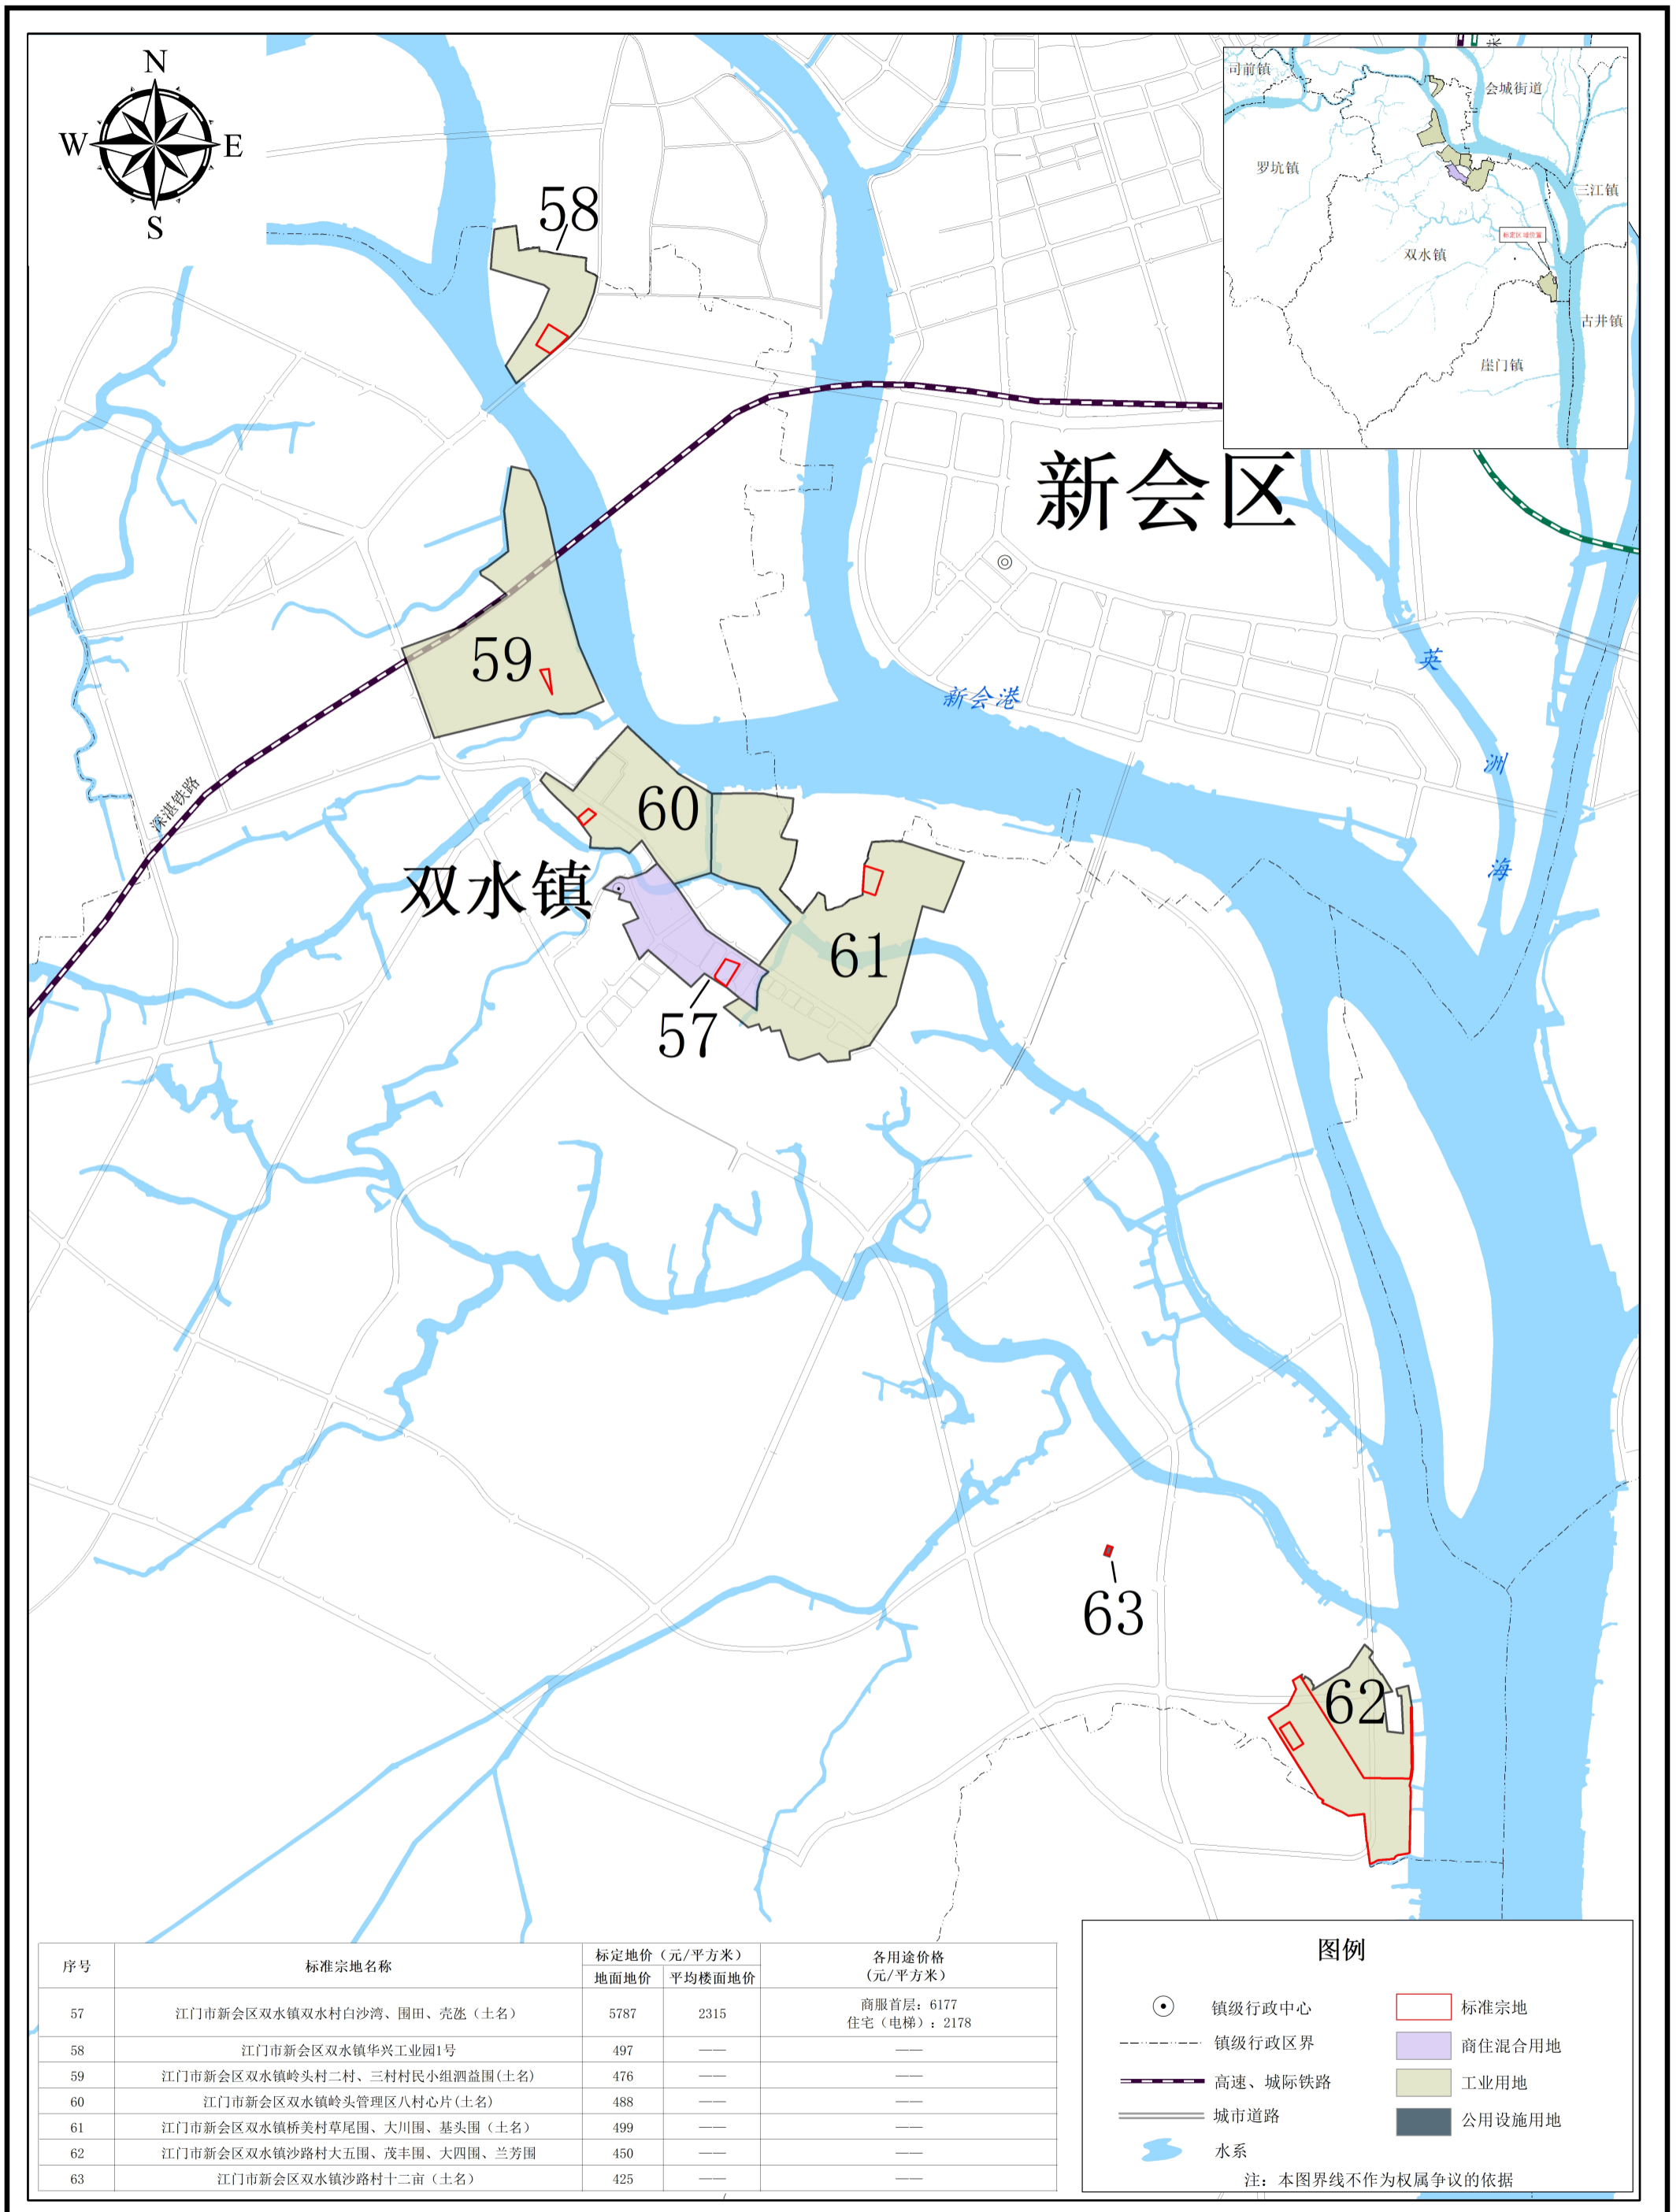 N
W
E
S
司前镇
会城街道
罗坑镇
三江镇
标定区域位置
双水镇
古井镇
崖门镇
58
新会区
59
新会港
英
洲
海
深湛铁路
60
双水镇
61
57
63
62
序号 标准宗地名称 标定地价（元/平方米） 各用途价格（元/平方米）
地面地价 平均楼面地价
57 江门市新会区双水镇双水村白沙湾、围田、壳䂖（土名） 5787 2315 商服首层：6177
住宅（电梯）：2178
58 江门市新会区双水镇华兴工业园1号 497 —— ——
59 江门市新会区双水镇岭头村二村、三村村民小组泗益围(土名) 476 —— ——
60 江门市新会区双水镇岭头管理区八村心片(土名) 488 —— ——
61 江门市新会区双水镇桥美村草尾围、大川围、基头围（土名） 499 —— ——
62 江门市新会区双水镇沙路村大五围、茂丰围、大四围、兰芳围 450 —— ——
63 江门市新会区双水镇沙路村十二亩（土名） 425 —— ——
图例
镇级行政中心 标准宗地
镇级行政区界 商住混合用地
高速、城际铁路 工业用地
城市道路 公用设施用地
水系
注：本图界线不作为权属争议的依据